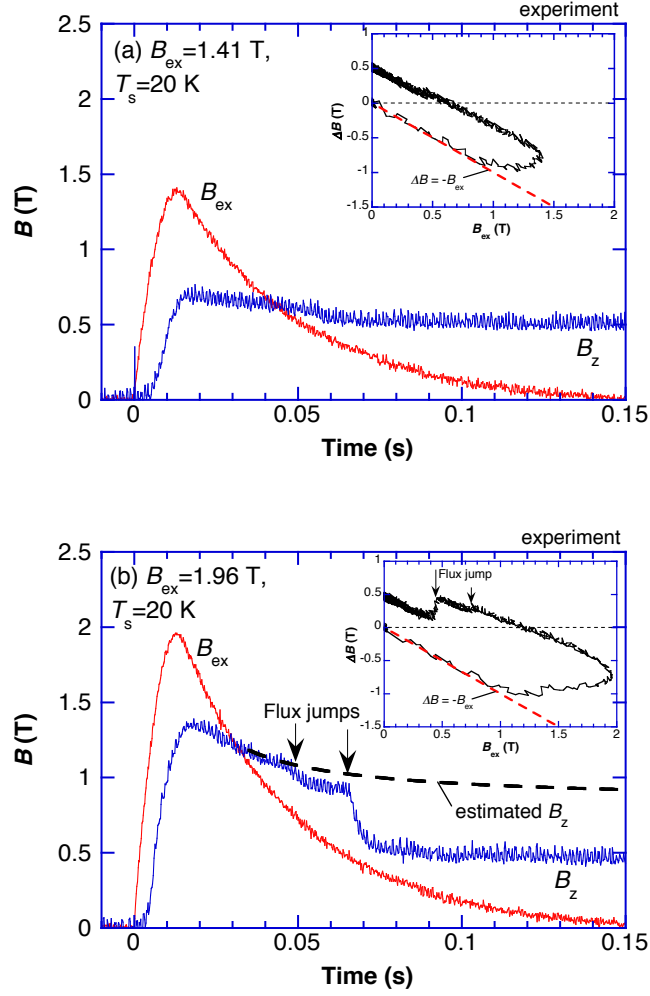 experiment
(a) B_ex=1.41 T,
T_s=20 K
B_ex
B_z
B (T)
2.5
2
1.5
1
0.5
0
0 0.05 0.1 0.15
Time (s)
1
0.5
0
-0.5
-1
-1.5
ΔB (T)
ΔB = -B_ex
0 0.5 1 1.5 2
B_ex (T)
experiment
(b) B_ex=1.96 T,
T_s=20 K
B_ex
Flux jumps
estimated B_z
B_z
B (T)
2.5
2
1.5
1
0.5
0
0 0.05 0.1 0.15
Time (s)
Flux jump
1
0.5
0
-0.5
-1
-1.5
ΔB (T)
ΔB = -B_ex
0 0.5 1 1.5 2
B_ex (T)